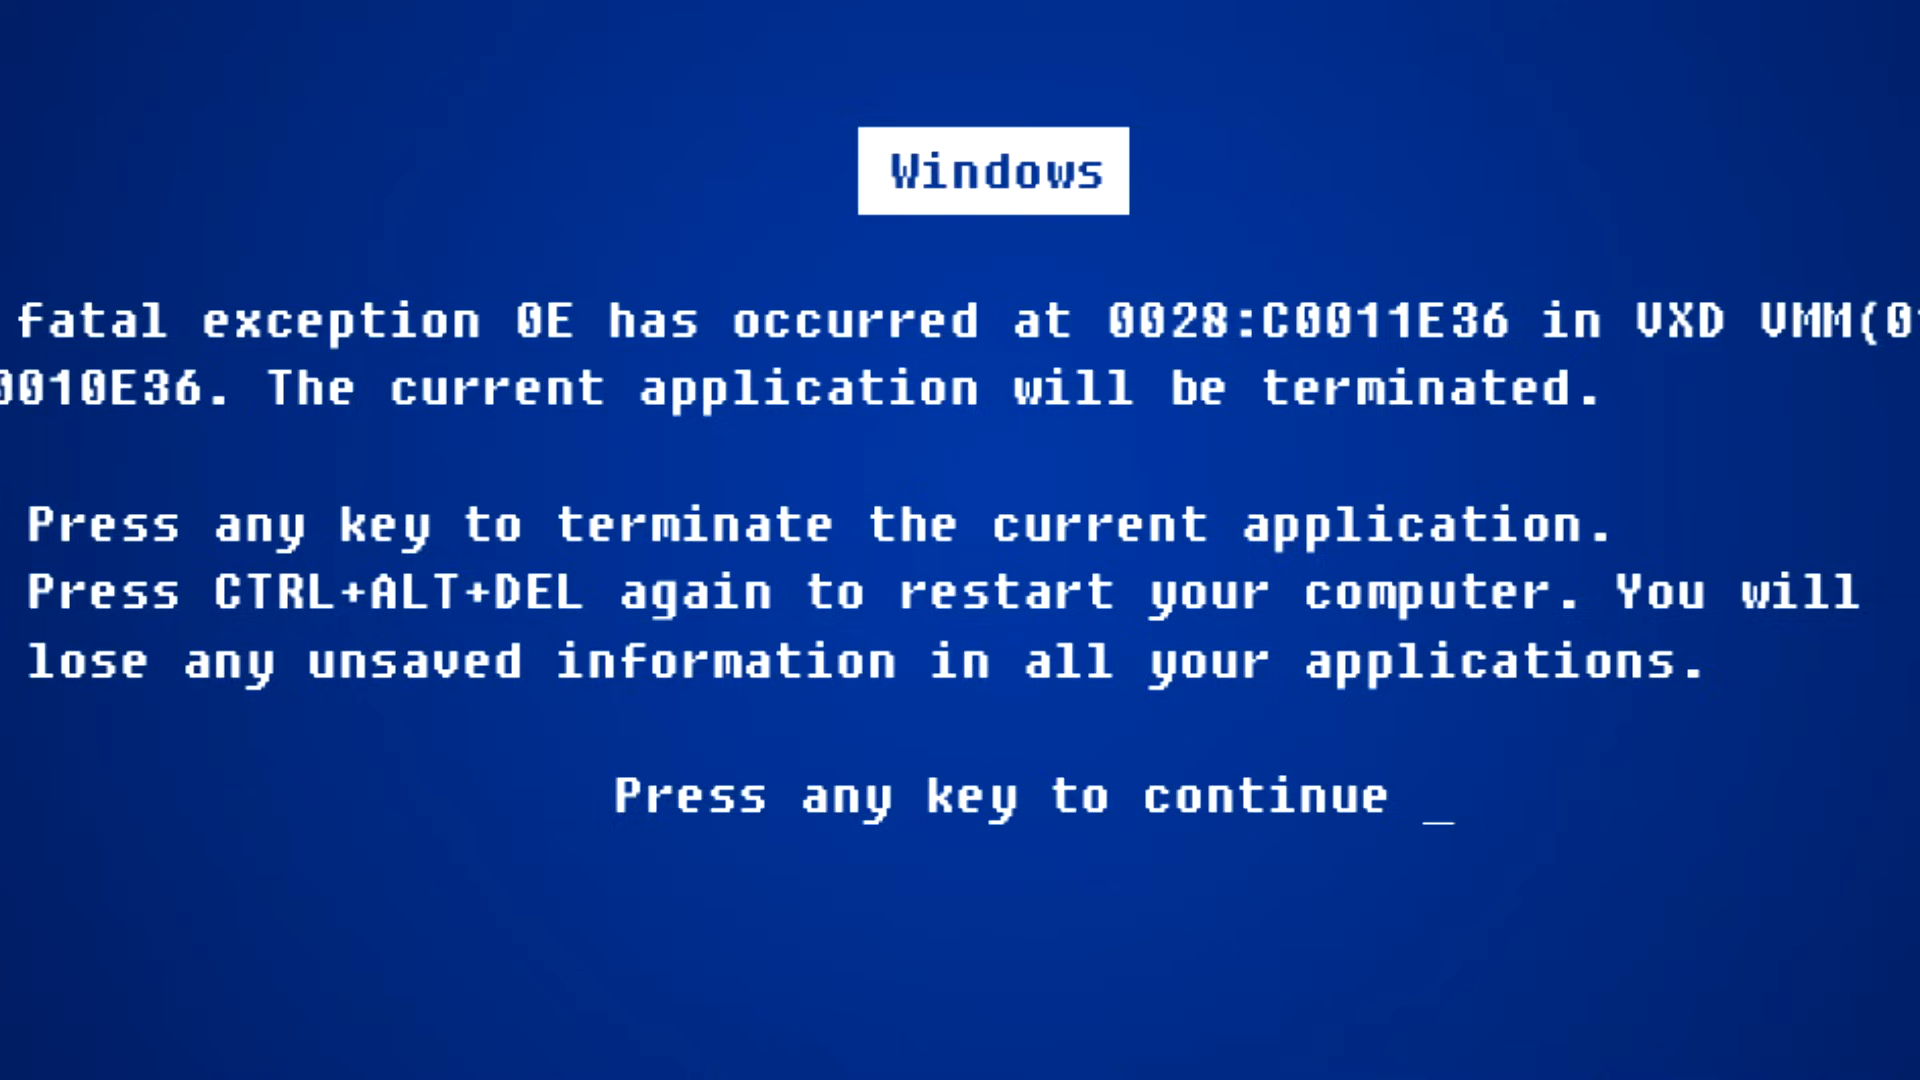 Windows
fatal exception 0E has occurred at 0028:C0011E36 in VXD VMM(0
0010E36. The current application will be terminated.
Press any key to terminate the current application.
Press CTRL+ALT+DEL again to restart your computer. You will
lose any unsaved information in all your applications.
Press any key to continue _